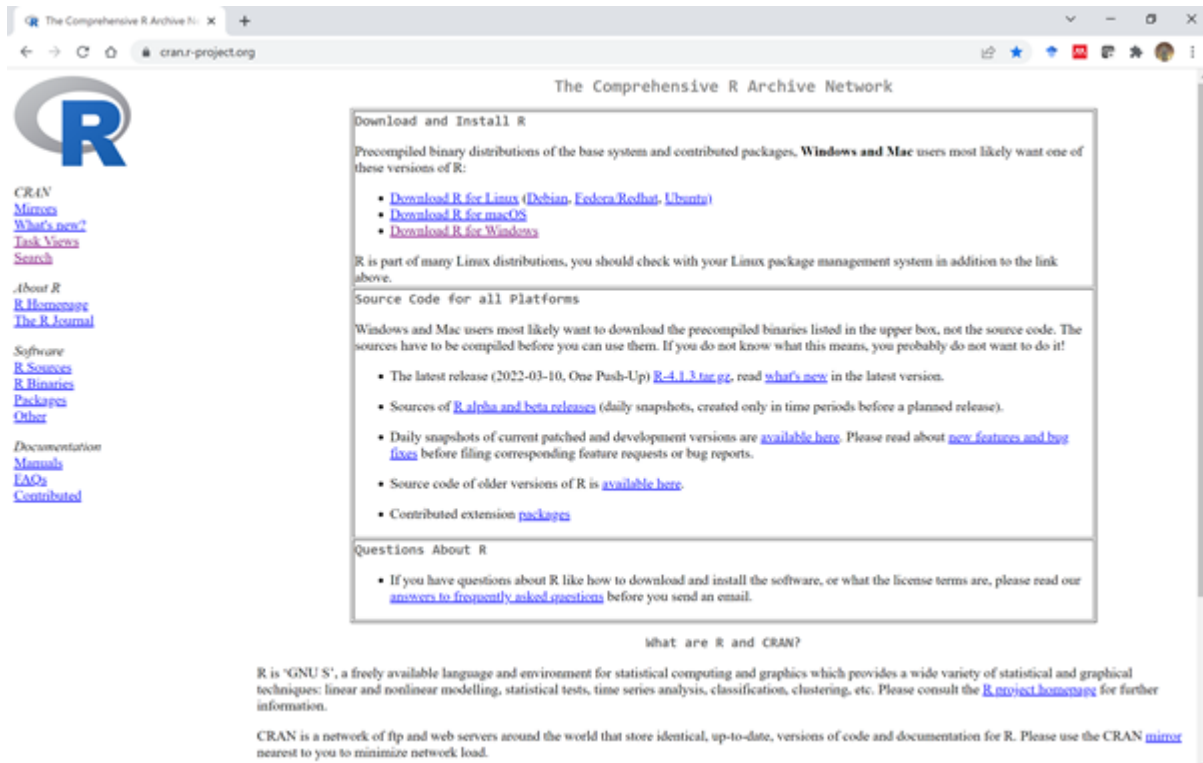 The Comprehensive R Archive Ne
cran.r-project.org
R
CRAN
Mirrors
What's new?
Task Views
Search
About R
R Homepage
The R Journal
Software
R Sources
R Binaries
Packages
Other
Documentation
Manuals
FAQs
Contributed
The Comprehensive R Archive Network
Download and Install R
Precompiled binary distributions of the base system and contributed packages, Windows and Mac users most likely want one of
these versions of R:
• Download R for Linux (Debian, Fedora/Redhat, Ubuntu)
• Download R for macOS
• Download R for Windows
R is part of many Linux distributions, you should check with your Linux package management system in addition to the link
above.
Source Code for all Platforms
Windows and Mac users most likely want to download the precompiled binaries listed in the upper box, not the source code. The
sources have to be compiled before you can use them. If you do not know what this means, you probably do not want to do it!
• The latest release (2022-03-10, One Push-Up) R-4.1.3.tar.gz, read what's new in the latest version.
• Sources of R alpha and beta releases (daily snapshots, created only in time periods before a planned release).
• Daily snapshots of current patched and development versions are available here. Please read about new features and bug
fixes before filing corresponding feature requests or bug reports.
• Source code of older versions of R is available here.
• Contributed extension packages
Questions About R
• If you have questions about R like how to download and install the software, or what the license terms are, please read our
answers to frequently asked questions before you send an email.
What are R and CRAN?
R is ‘GNU S’, a freely available language and environment for statistical computing and graphics which provides a wide variety of statistical and graphical
techniques: linear and nonlinear modelling, statistical tests, time series analysis, classification, clustering, etc. Please consult the R project homepage for further
information.
CRAN is a network of ftp and web servers around the world that store identical, up-to-date, versions of code and documentation for R. Please use the CRAN mirror
nearest to you to minimize network load.